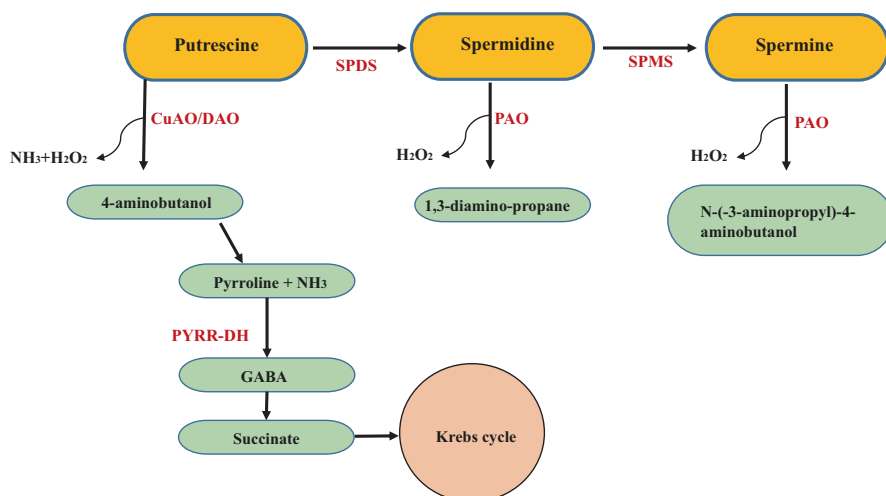 Putrescine
Spermidine
Spermine
SPDS
SPMS
CuAO/DAO
PAO
PAO
NH₃+H₂O₂
H₂O₂
H₂O₂
4-aminobutanol
1,3-diamino-propane
N-(-3-aminopropyl)-4-
aminobutanol
Pyrroline + NH₃
PYRR-DH
GABA
Succinate
Krebs cycle